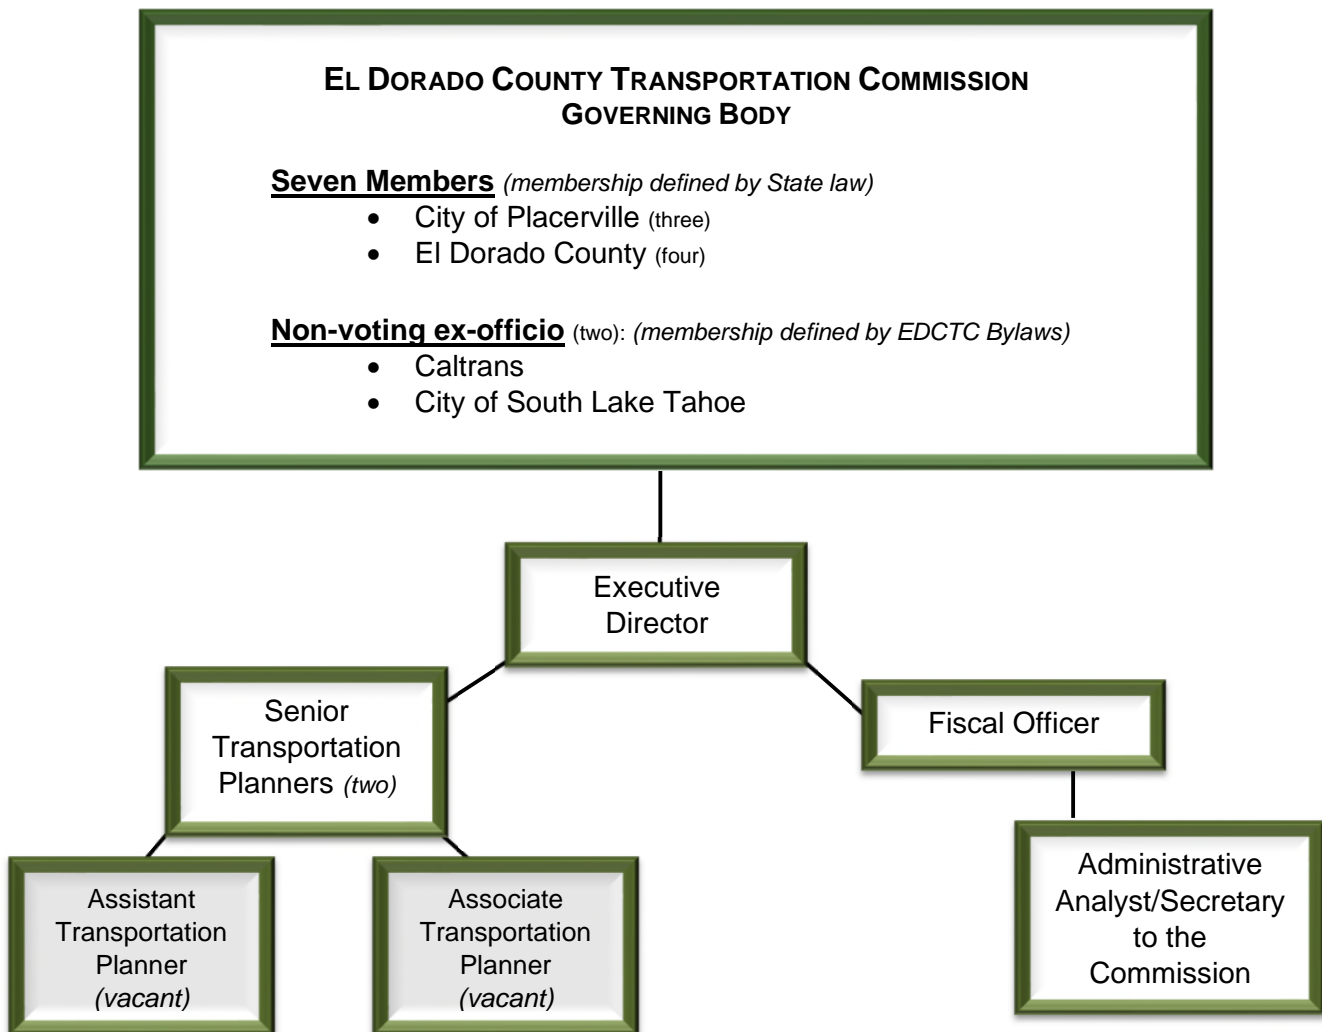 EL DORADO COUNTY TRANSPORTATION COMMISSION
GOVERNING BODY
Seven Members (membership defined by State law)
• City of Placerville (three)
• El Dorado County (four)
Non-voting ex-officio (two): (membership defined by EDCTC Bylaws)
• Caltrans
• City of South Lake Tahoe
Executive
Director
Senior
Transportation
Planners (two)
Fiscal Officer
Assistant
Transportation
Planner
(vacant)
Associate
Transportation
Planner
(vacant)
Administrative
Analyst/Secretary
to the
Commission